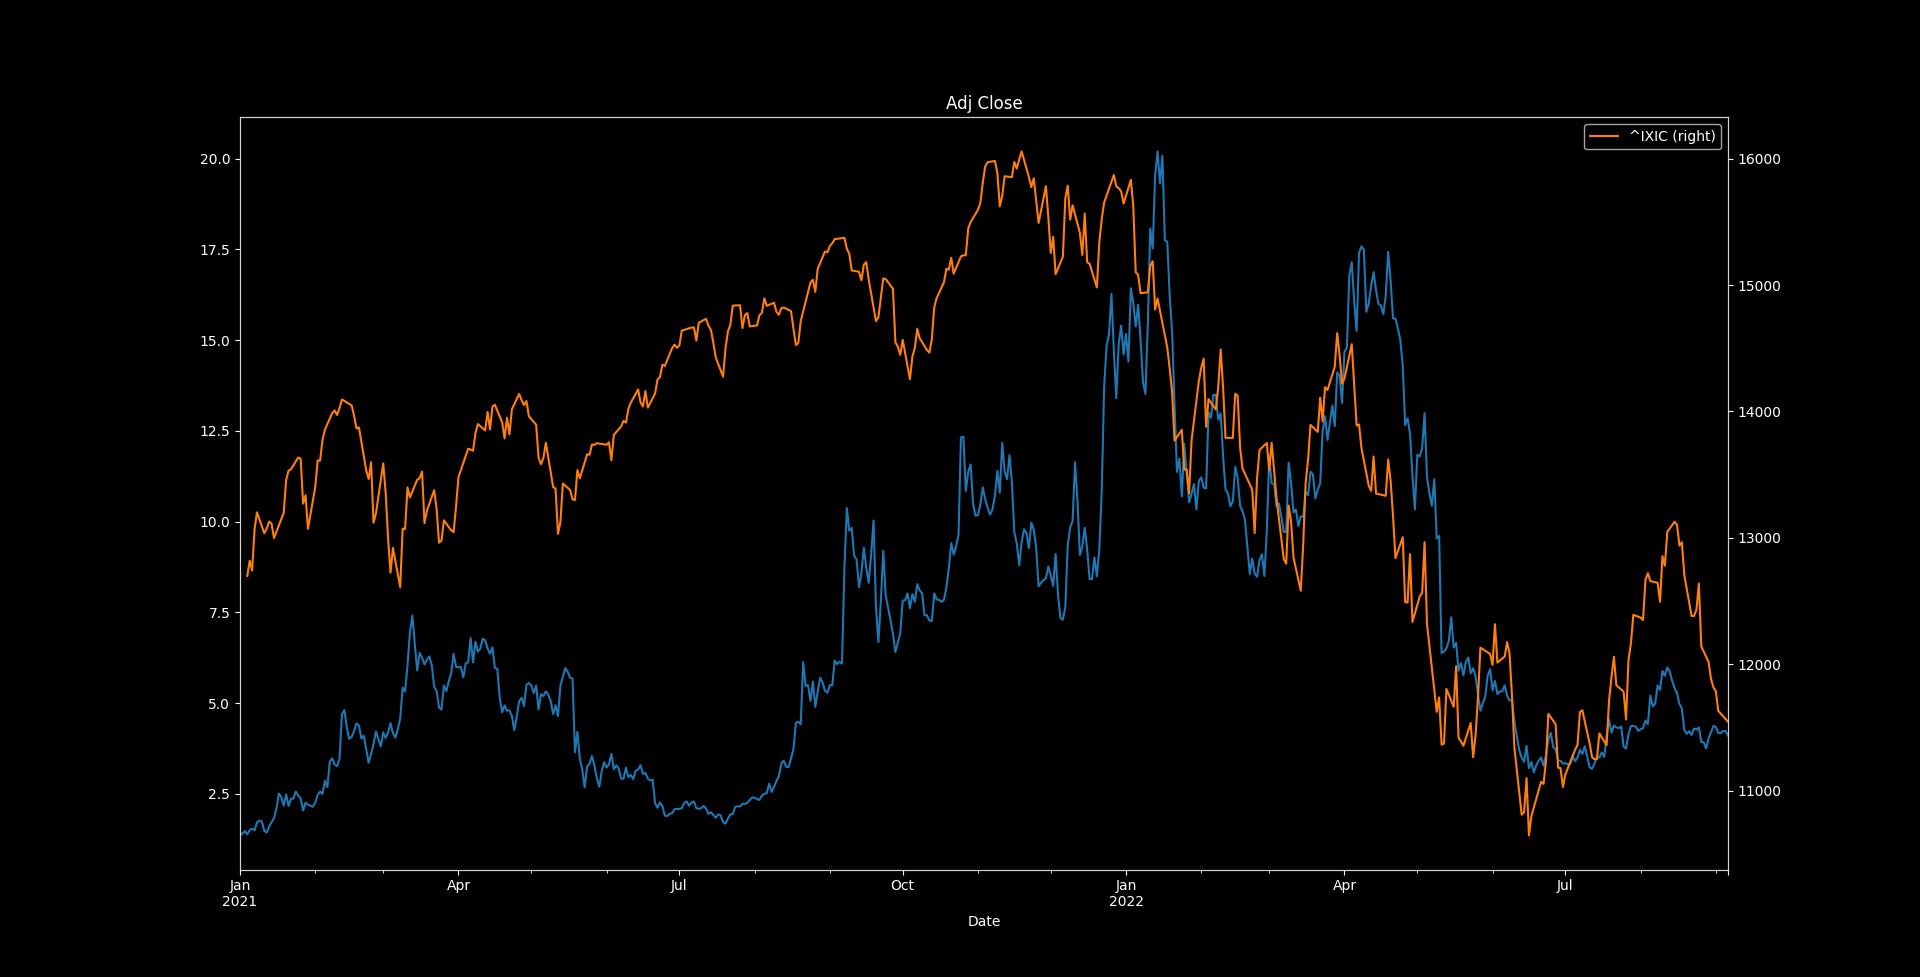 Adj Close
^IXIC (right)
20.0
17.5
15.0
12.5
10.0
7.5
5.0
2.5
16000
15000
14000
13000
12000
11000
Jan
2021
Apr
Jul
Oct
Jan
2022
Apr
Jul
Date